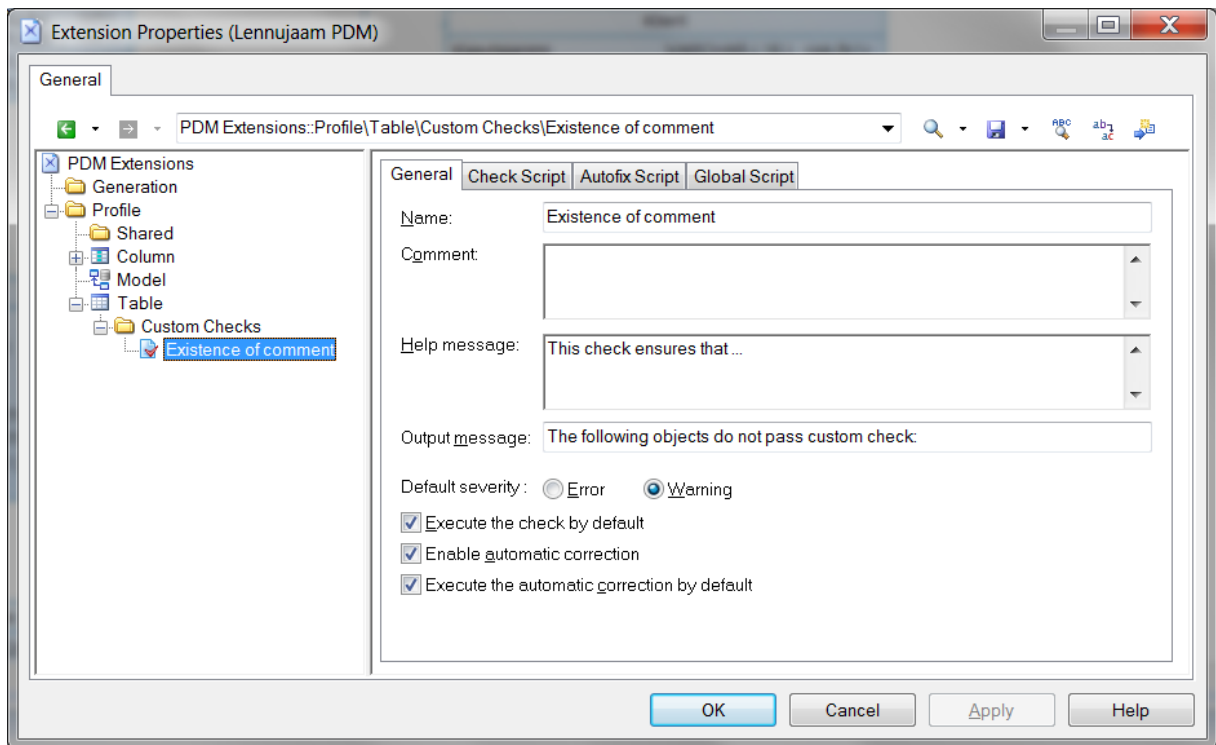 Extension Properties (Lennujaam PDM)
General
PDM Extensions::Profile\Table\Custom Checks\Existence of comment
ABC
ab
ac
PDM Extensions
Generation
Profile
Shared
Column
Model
Table
Custom Checks
Existence of comment
General Check Script Autofix Script Global Script
Name: Existence of comment
Comment:
Help message: This check ensures that ...
Output message: The following objects do not pass custom check:
Default severity : Error Warning
Execute the check by default
Enable automatic correction
Execute the automatic correction by default
OK Cancel Apply Help